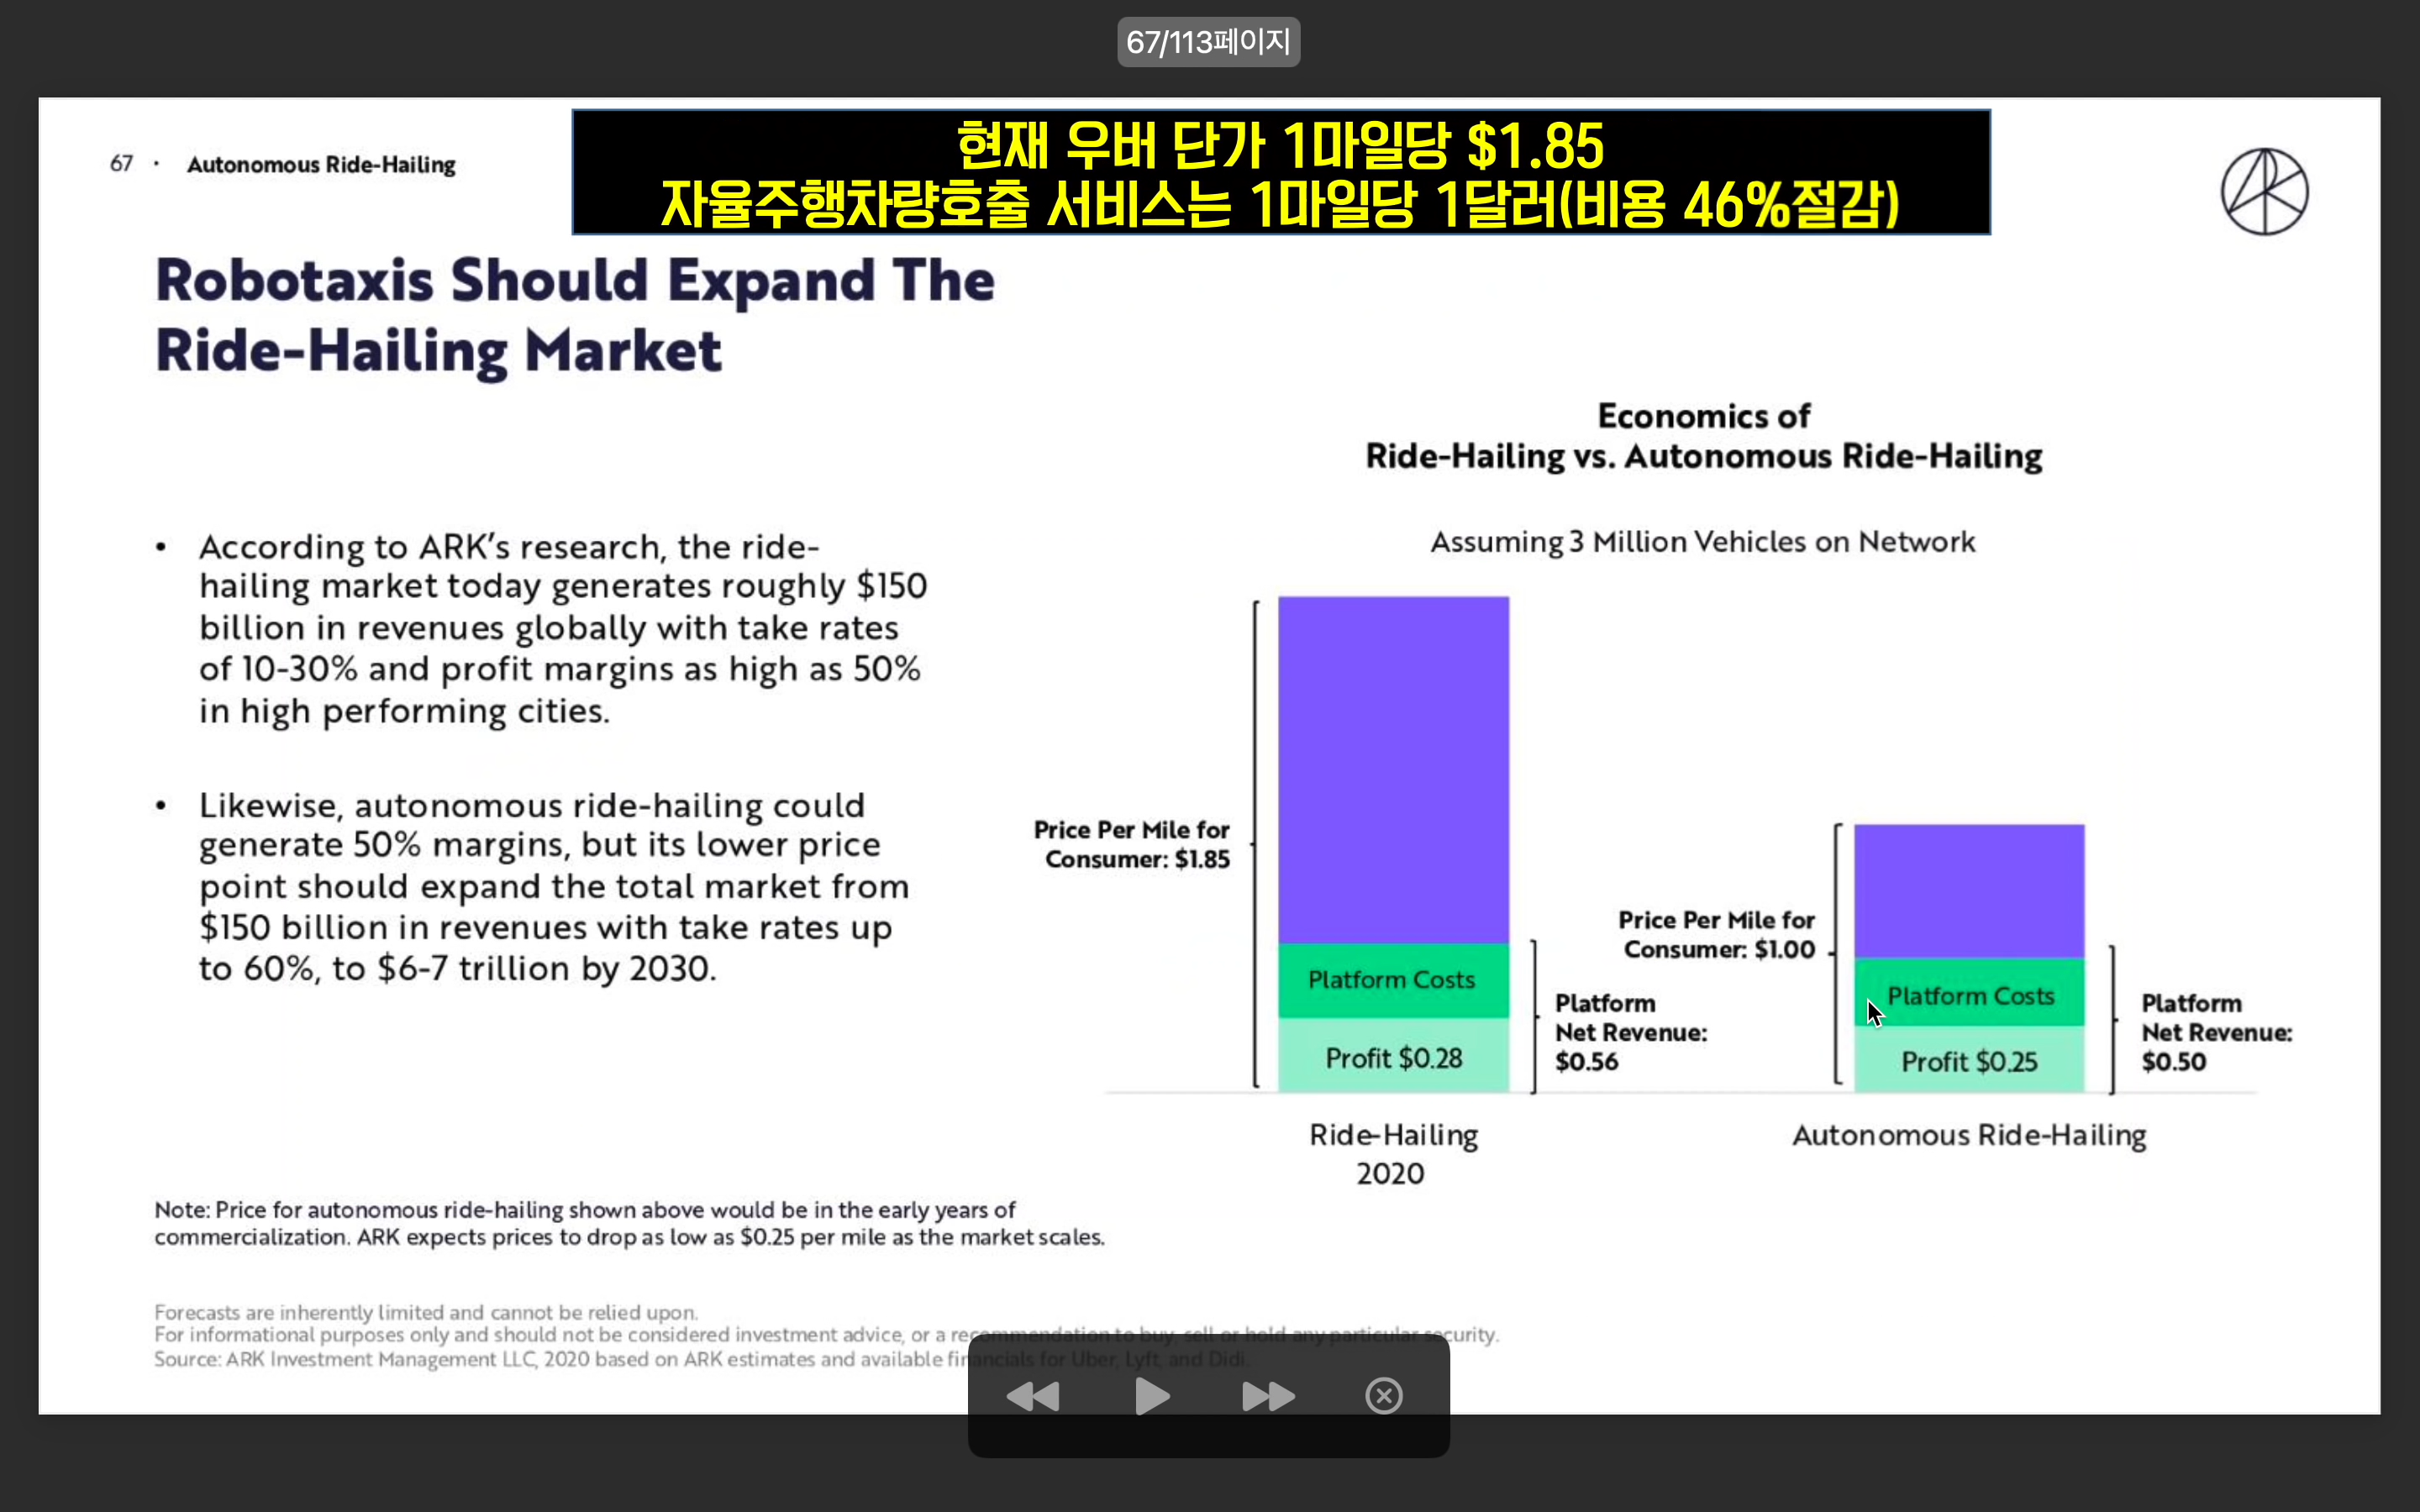 67/113페이지
67 · Autonomous Ride-Hailing
현재 우버 단가 1마일당 $1.85
자율주행차량호출 서비스는 1마일당 1달러(비용 46%절감)
Robotaxis Should Expand The
Ride-Hailing Market
• According to ARK's research, the ride-
hailing market today generates roughly $150
billion in revenues globally with take rates
of 10-30% and profit margins as high as 50%
in high performing cities.
• Likewise, autonomous ride-hailing could
generate 50% margins, but its lower price
point should expand the total market from
$150 billion in revenues with take rates up
to 60%, to $6-7 trillion by 2030.
Economics of
Ride-Hailing vs. Autonomous Ride-Hailing
Assuming 3 Million Vehicles on Network
Price Per Mile for
Consumer: $1.85
Platform Costs
Profit $0.28
Platform
Net Revenue:
$0.56
Ride-Hailing
2020
Price Per Mile for
Consumer: $1.00
Platform Costs
Profit $0.25
Platform
Net Revenue:
$0.50
Autonomous Ride-Hailing
Note: Price for autonomous ride-hailing shown above would be in the early years of
commercialization. ARK expects prices to drop as low as $0.25 per mile as the market scales.
Forecasts are inherently limited and cannot be relied upon.
For informational purposes only and should not be considered investment advice, or a recommendation to buy, sell or hold any particular security.
Source: ARK Investment Management LLC, 2020 based on ARK estimates and available financials for Uber, Lyft, and Didi.